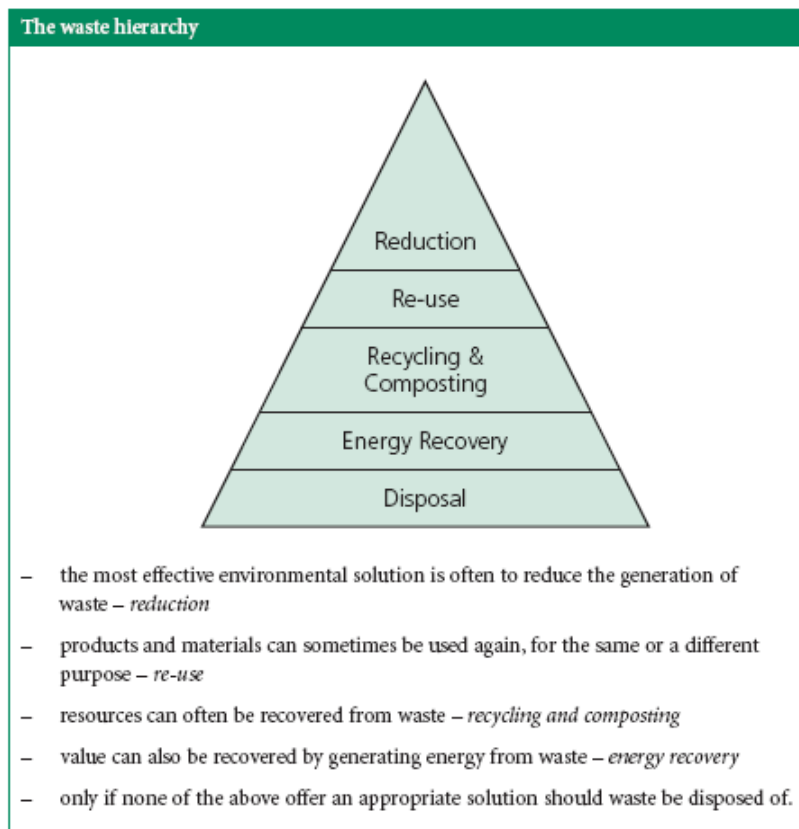 The waste hierarchy
Reduction
Re-use
Recycling &
Composting
Energy Recovery
Disposal
– the most effective environmental solution is often to reduce the generation of
waste – reduction
– products and materials can sometimes be used again, for the same or a different
purpose – re-use
– resources can often be recovered from waste – recycling and composting
– value can also be recovered by generating energy from waste – energy recovery
– only if none of the above offer an appropriate solution should waste be disposed of.